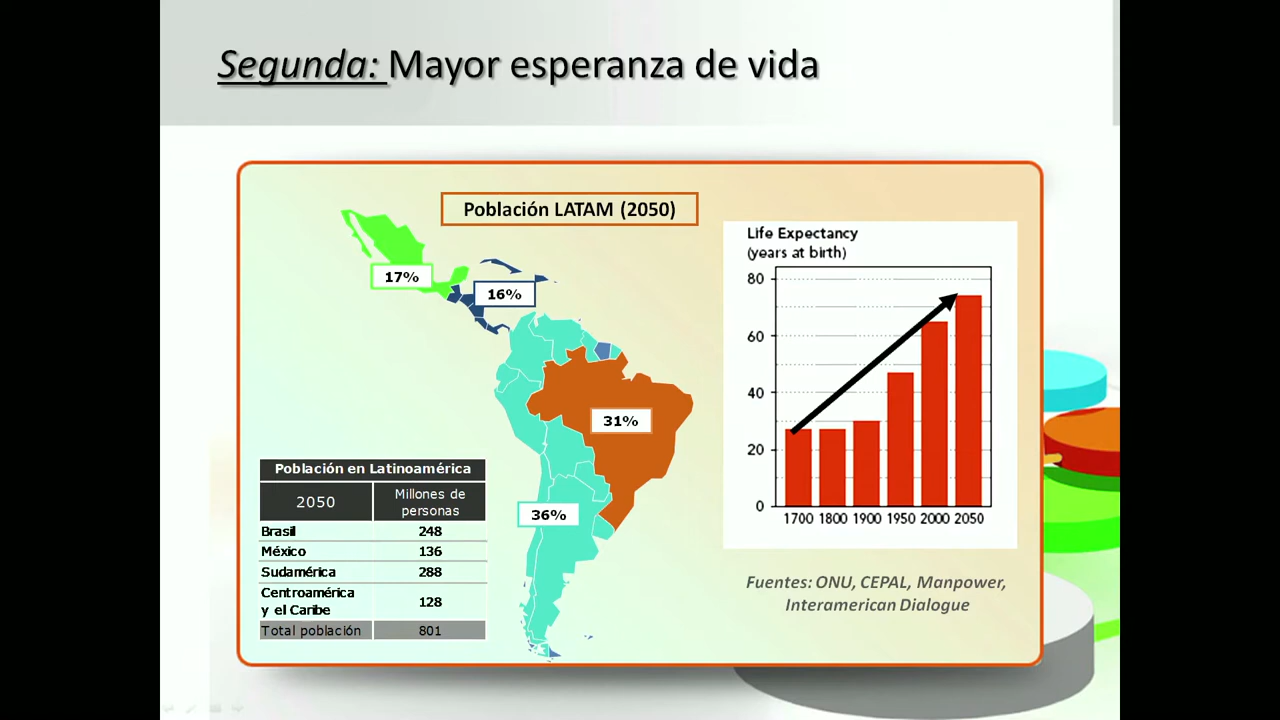 Segunda: Mayor esperanza de vida
Población LATAM (2050)
17%
16%
31%
36%
Población en Latinoamérica
2050
Millones de
personas
Brasil 248
México 136
Sudamérica 288
Centroamérica
y el Caribe 128
Total población 801
Life Expectancy
(years at birth)
80
60
40
20
0
1700 1800 1900 1950 2000 2050
Fuentes: ONU, CEPAL, Manpower,
Interamerican Dialogue